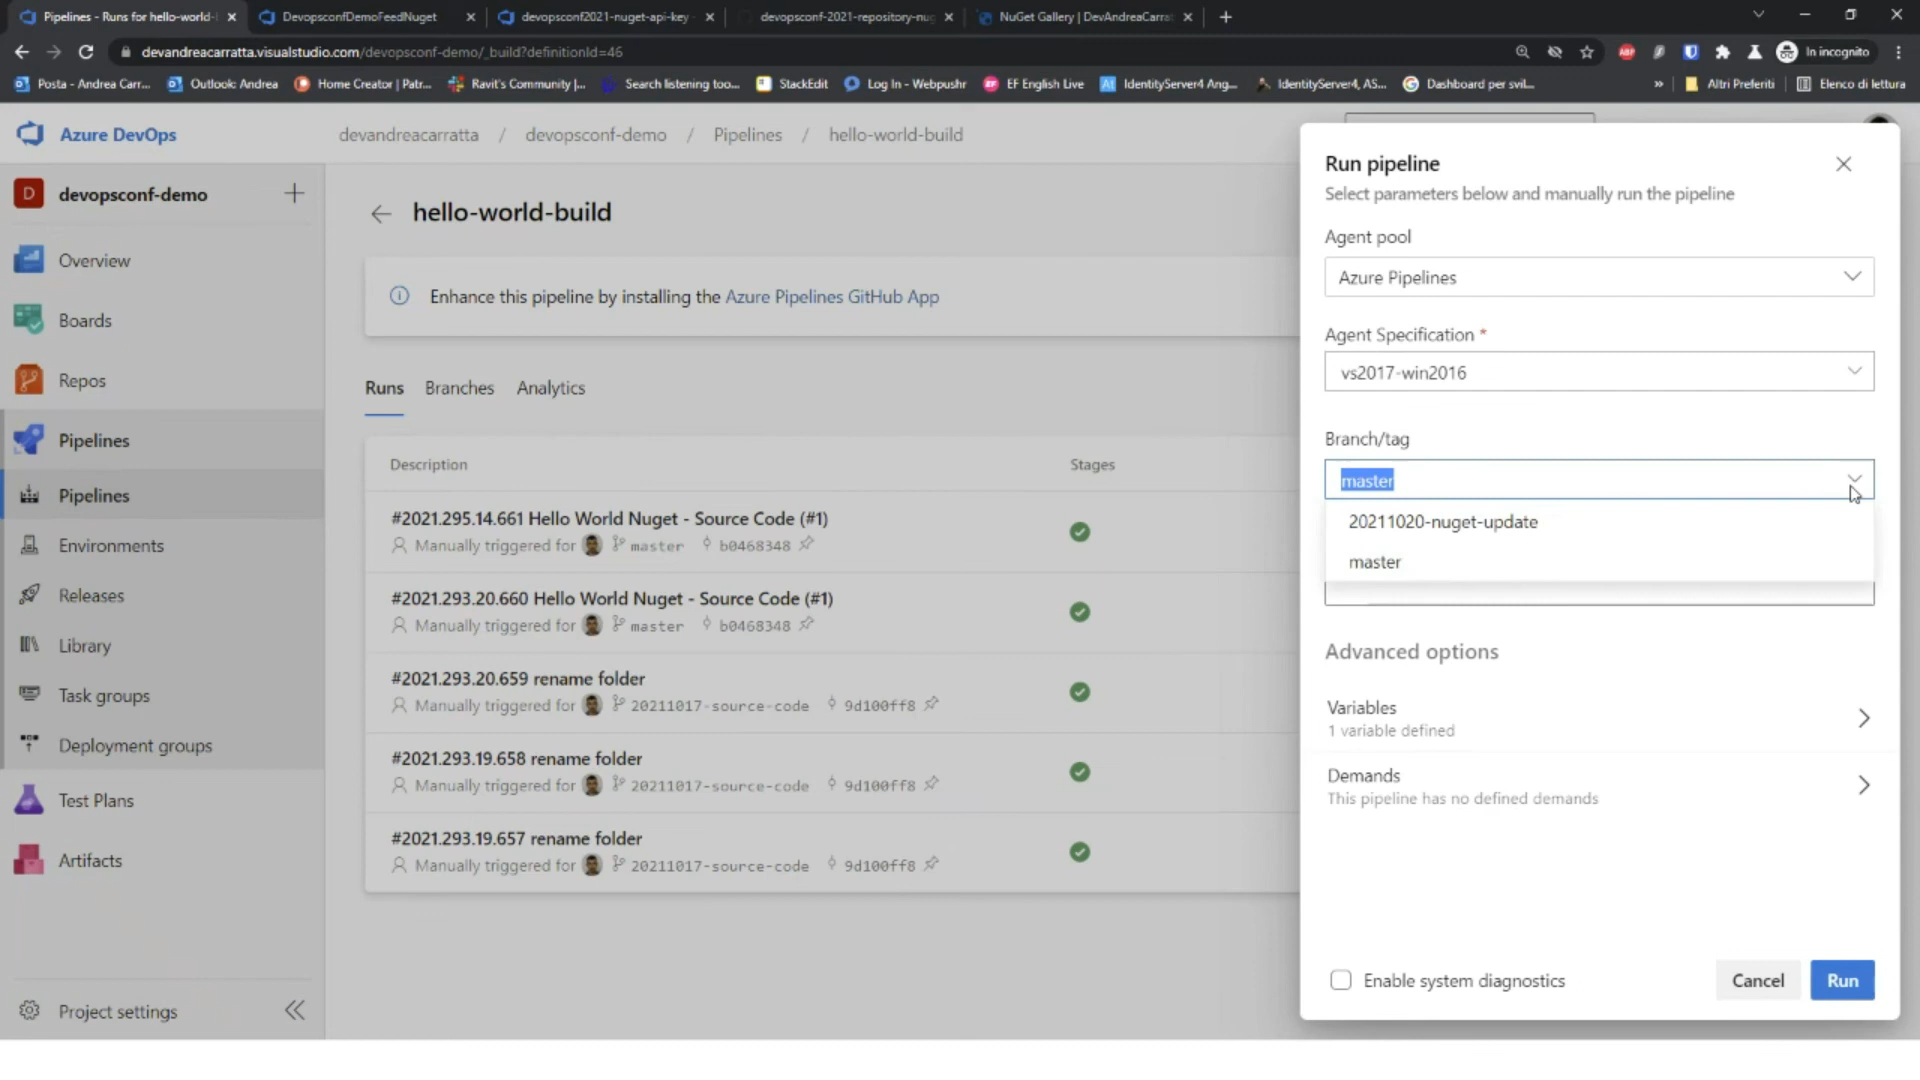 Pipelines - Runs for hello-world-
DevopsconfDemoFeedNuget
devopsconf2021-nuget-api-key
devopsconf-2021-repository-nug
NuGet Gallery | DevAndreaCarrat
devandreacarratta.visualstudio.com/devopsconf-demo/_build?definitionId=46
In incognito
Posta - Andrea Carr...
Outlook Andrea
Home Creator | Patr...
Ravit's Community |...
Search listening too...
StackEdit
Log In - Webpushr
EF English Live
IdentityServer4 Ang...
IdentityServer4, AS...
Dashboard per svil...
»
Altri Preferiti
Elenco di lettura
Azure DevOps
devandreacarratta / devopsconf-demo / Pipelines / hello-world-build
D devopsconf-demo
Overview
Boards
Repos
Pipelines
Pipelines
Environments
Releases
Library
Task groups
Deployment groups
Test Plans
Artifacts
Project settings
hello-world-build
Enhance this pipeline by installing the Azure Pipelines GitHub App
Runs Branches Analytics
Description Stages
#2021.295.14.661 Hello World Nuget - Source Code (#1)
Manually triggered for master b0468348
#2021.293.20.660 Hello World Nuget - Source Code (#1)
Manually triggered for master b0468348
#2021.293.20.659 rename folder
Manually triggered for 20211017-source-code 9d100ff8
#2021.293.19.658 rename folder
Manually triggered for 20211017-source-code 9d100ff8
#2021.293.19.657 rename folder
Manually triggered for 20211017-source-code 9d100ff8
Run pipeline
Select parameters below and manually run the pipeline
Agent pool
Azure Pipelines
Agent Specification *
vs2017-win2016
Branch/tag
master
20211020-nuget-update
master
Advanced options
Variables
1 variable defined
Demands
This pipeline has no defined demands
Enable system diagnostics
Cancel
Run